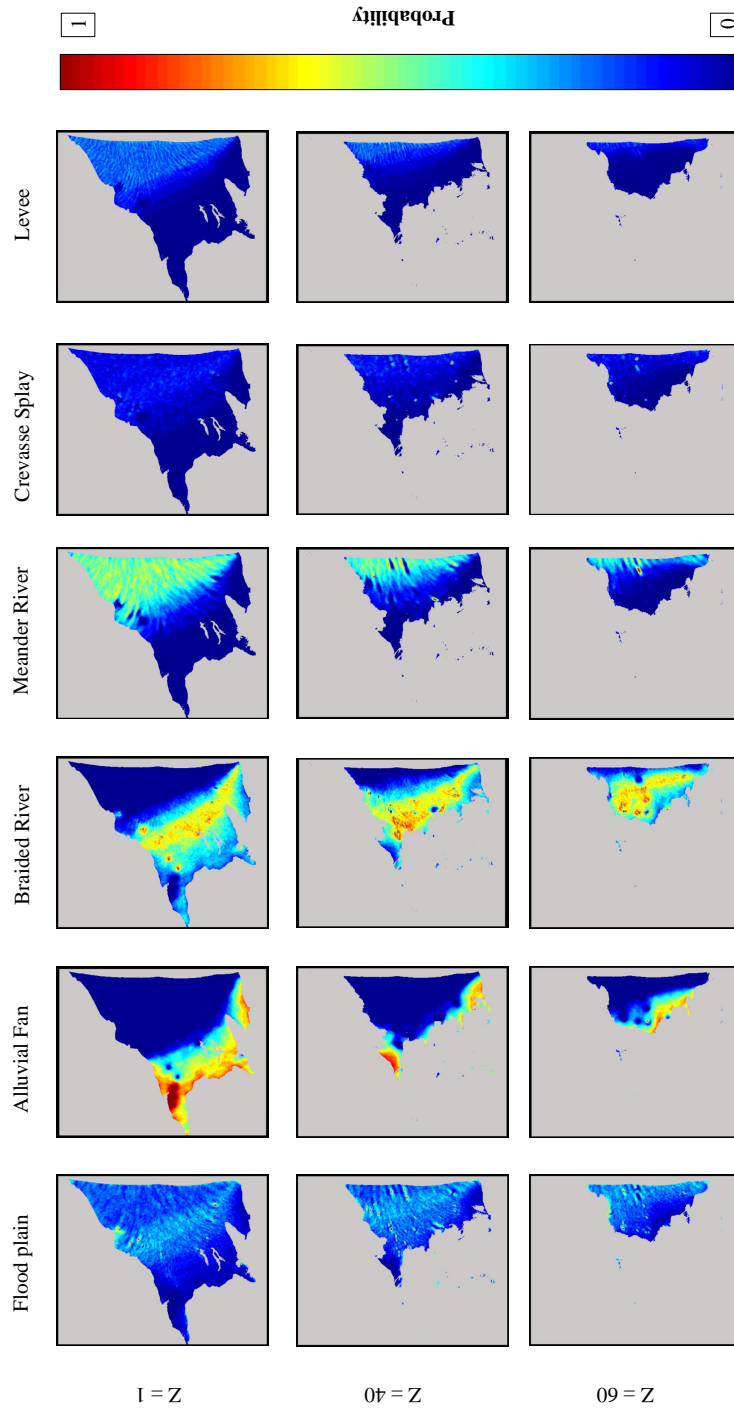 Flood plain
Alluvial Fan
Braided River
Meander River
Crevasse Splay
Levee
Z = 1
Z = 40
Z = 60
1
Probability
0